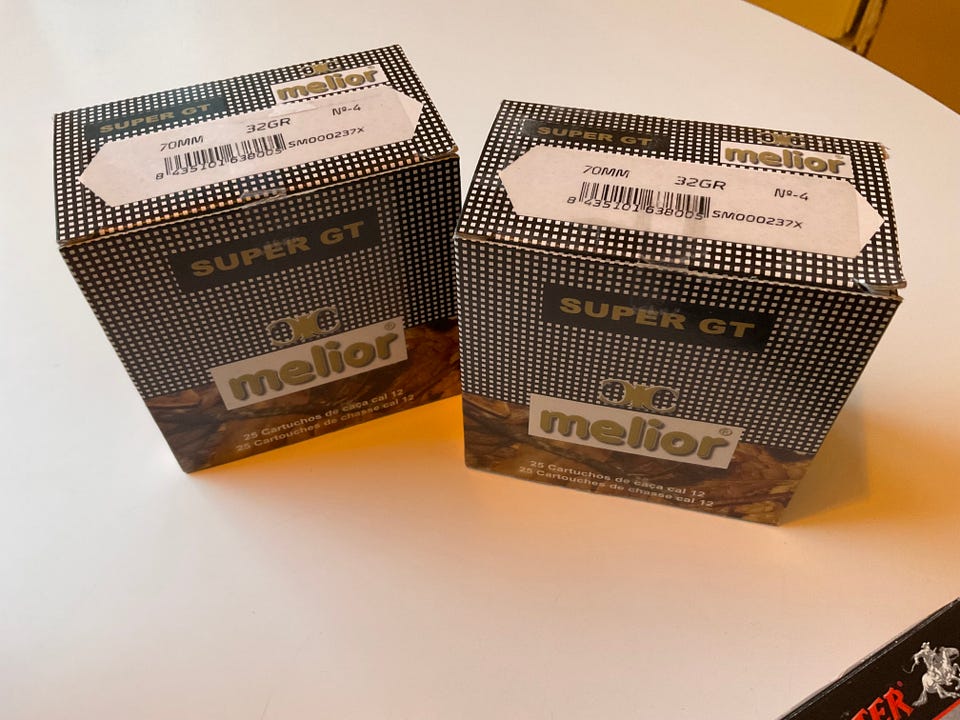 SUPER GT
melior
70MM 32GR Nº-4
8 435101 638005 SM000237X
SUPER GT
melior®
25 Cartuchos de caça cal 12
25 Cartouches de chasse cal 12
SUPER GT
melior
70MM 32GR Nº-4
8 435101 638005 SM000237X
SUPER GT
melior®
25 Cartuchos de caça cal 12
25 Cartouches de chasse cal 12